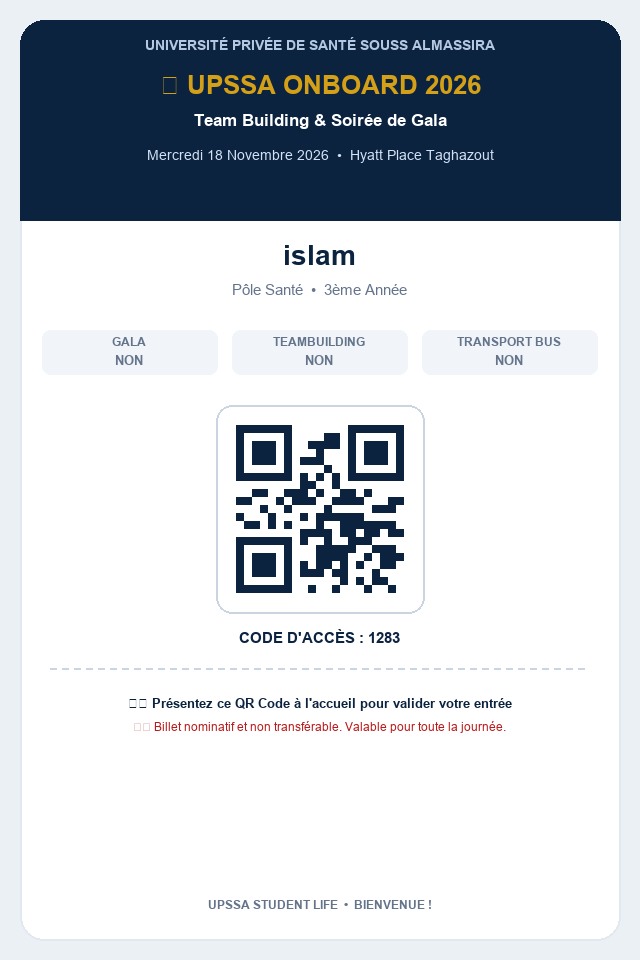 UNIVERSITÉ PRIVÉE DE SANTÉ SOUSS ALMASSIRA
UPSSA ONBOARD 2026
Team Building & Soirée de Gala
Mercredi 18 Novembre 2026 • Hyatt Place Taghazout
islam
Pôle Santé • 3ème Année
GALA
NON
TEAMBUILDING
NON
TRANSPORT BUS
NON
CODE D'ACCÈS : 1283
Présentez ce QR Code à l'accueil pour valider votre entrée
Billet nominatif et non transférable. Valable pour toute la journée.
UPSSA STUDENT LIFE • BIENVENUE !